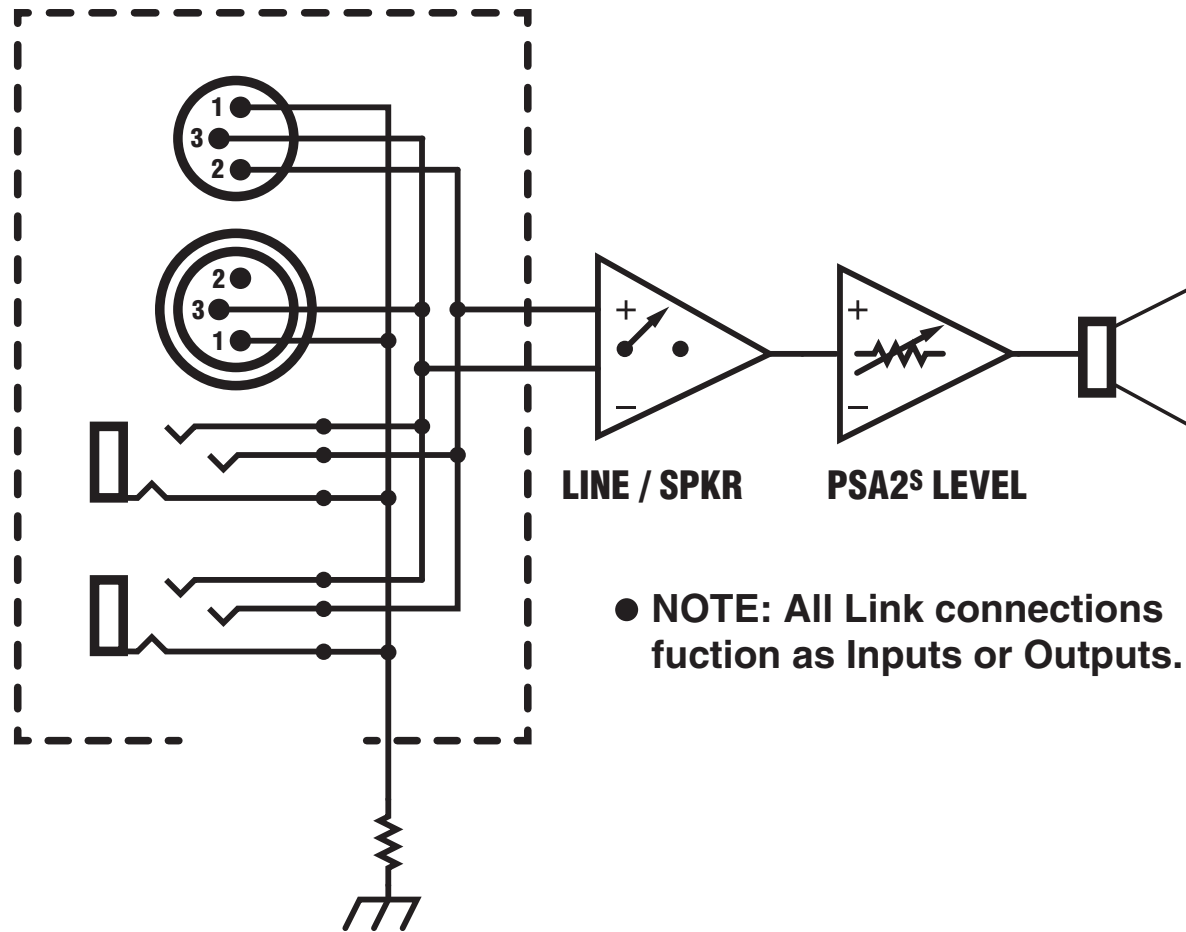 1
3
2
2
3
1
+
−
+
−
LINE / SPKR
PSA2S LEVEL
● NOTE: All Link connections
fuction as Inputs or Outputs.